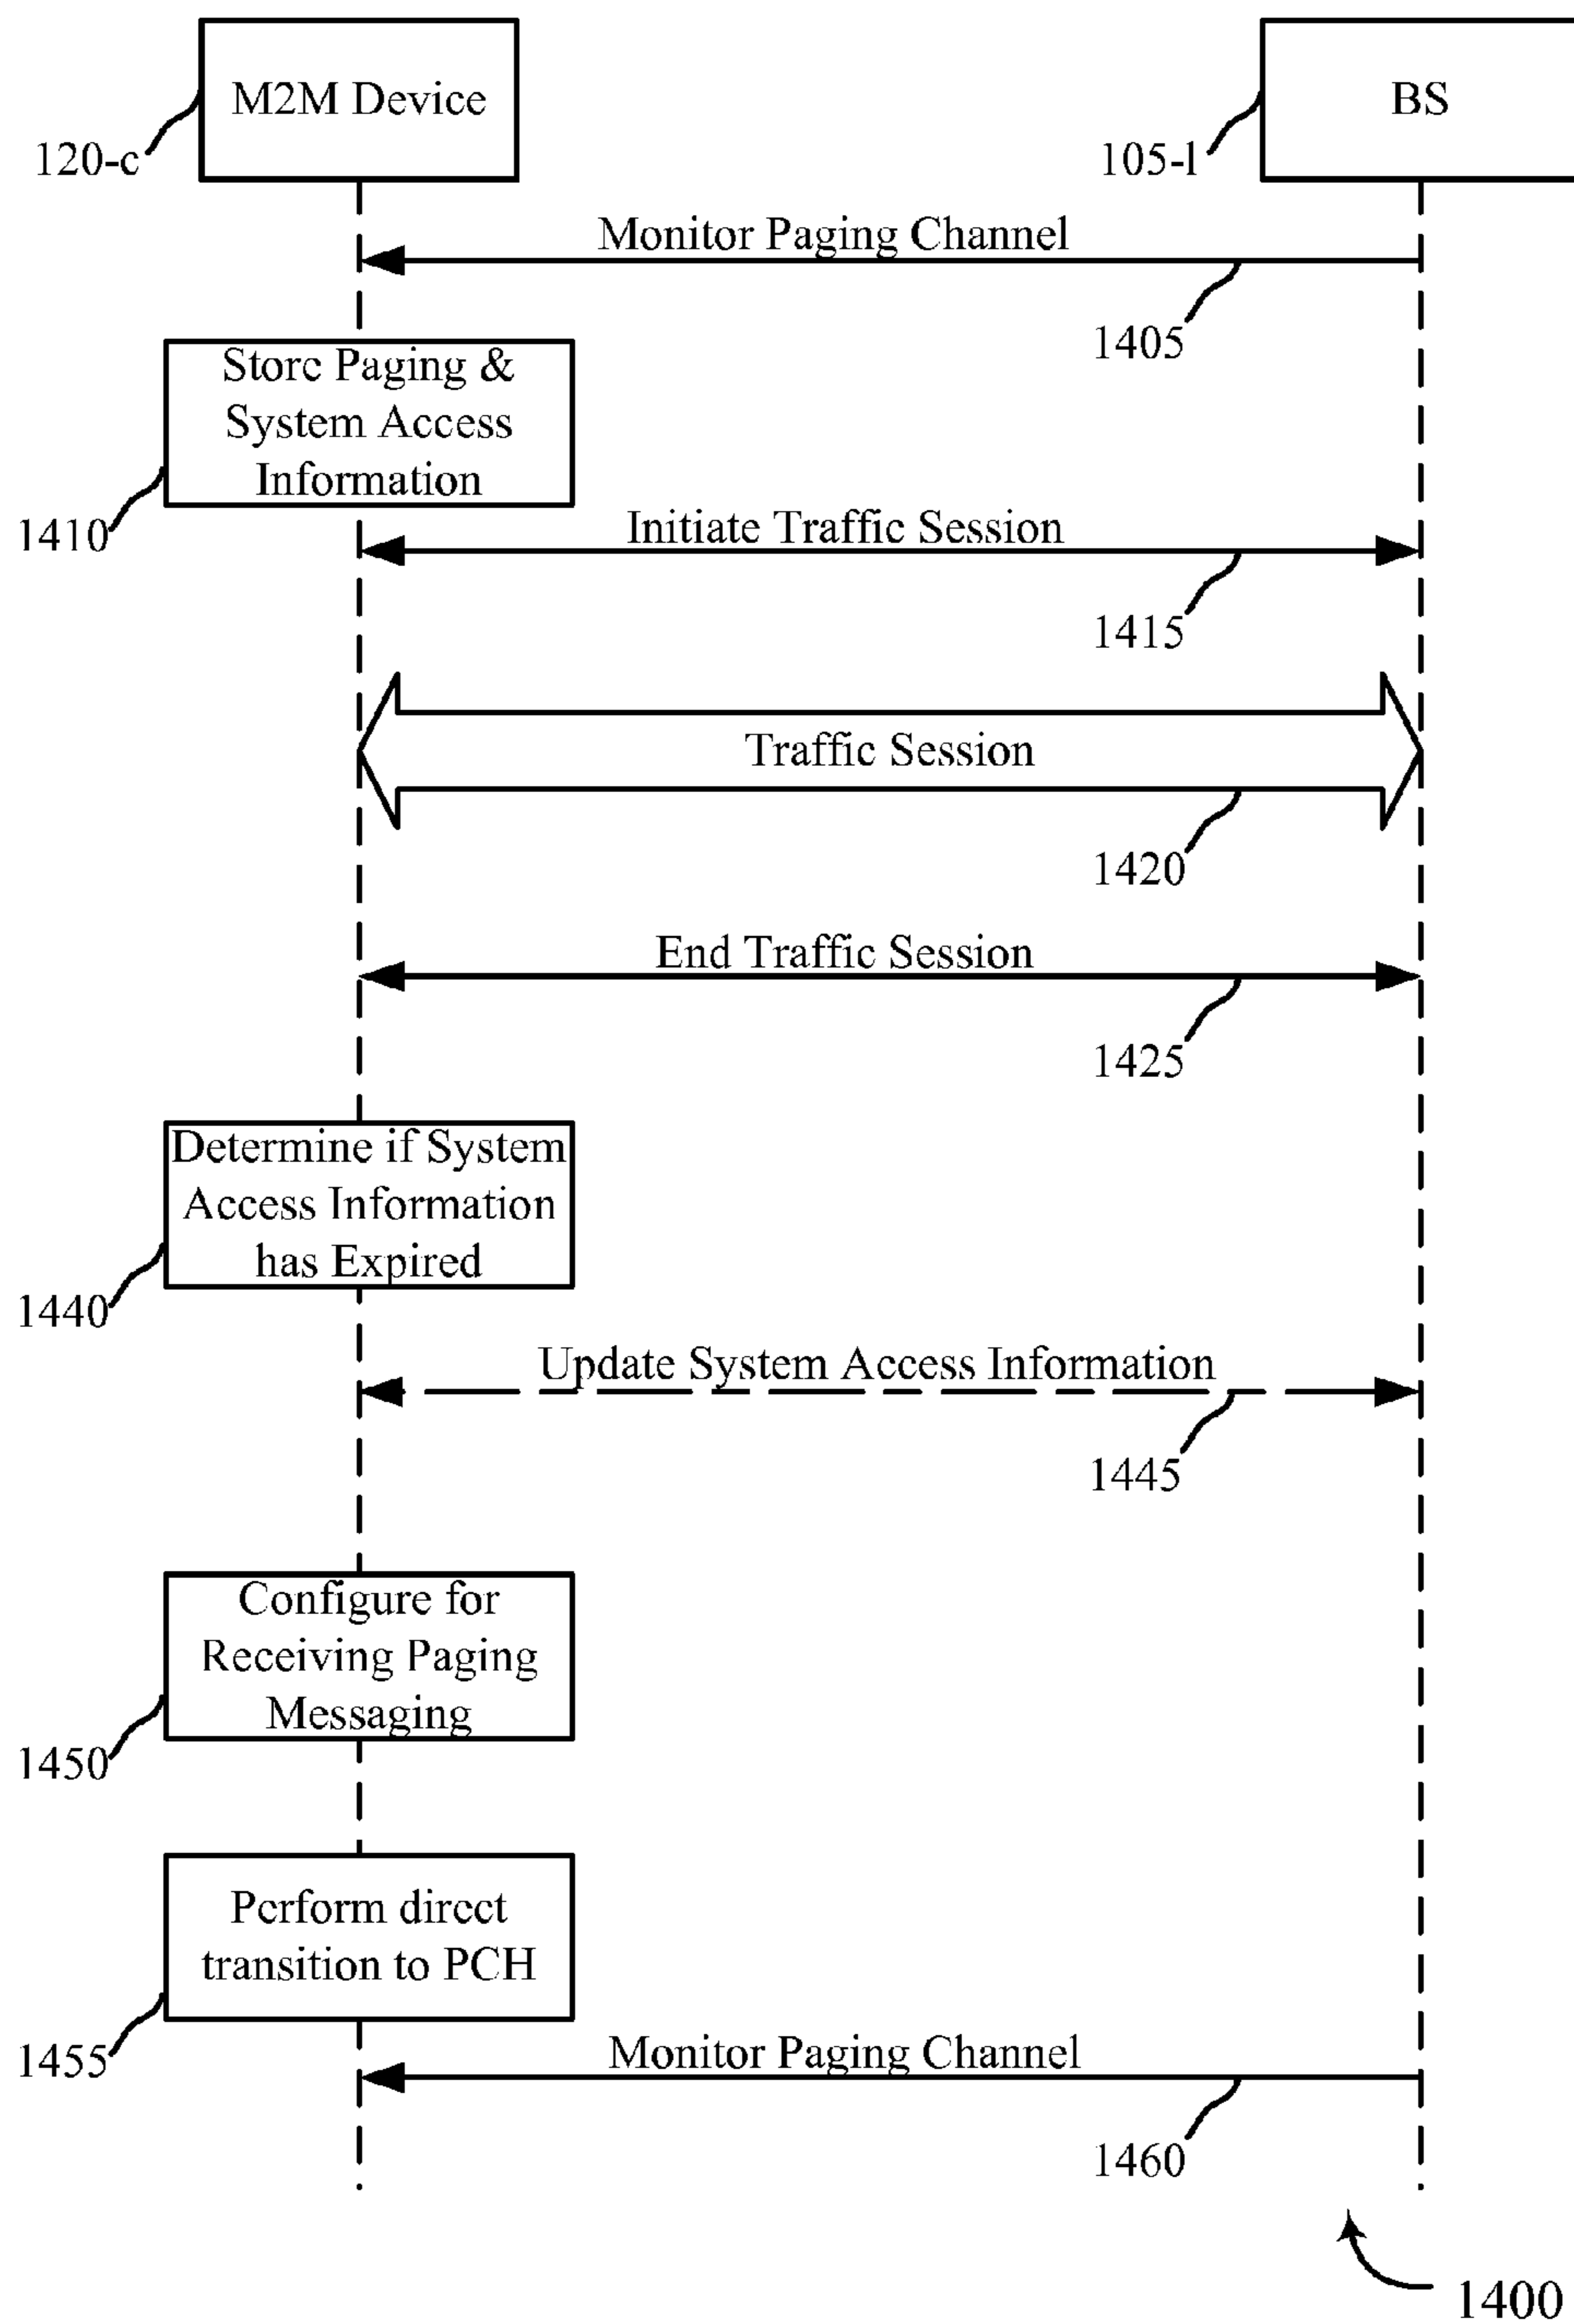 M2M Device
BS
120-c
105-l
Monitor Paging Channel
1405
Store Paging &
System Access
Information
1410
Initiate Traffic Session
1415
Traffic Session
1420
End Traffic Session
1425
Determine if System
Access Information
has Expired
1440
Update System Access Information
1445
Configure for
Receiving Paging
Messaging
1450
Perform direct
transition to PCH
1455
Monitor Paging Channel
1460
1400